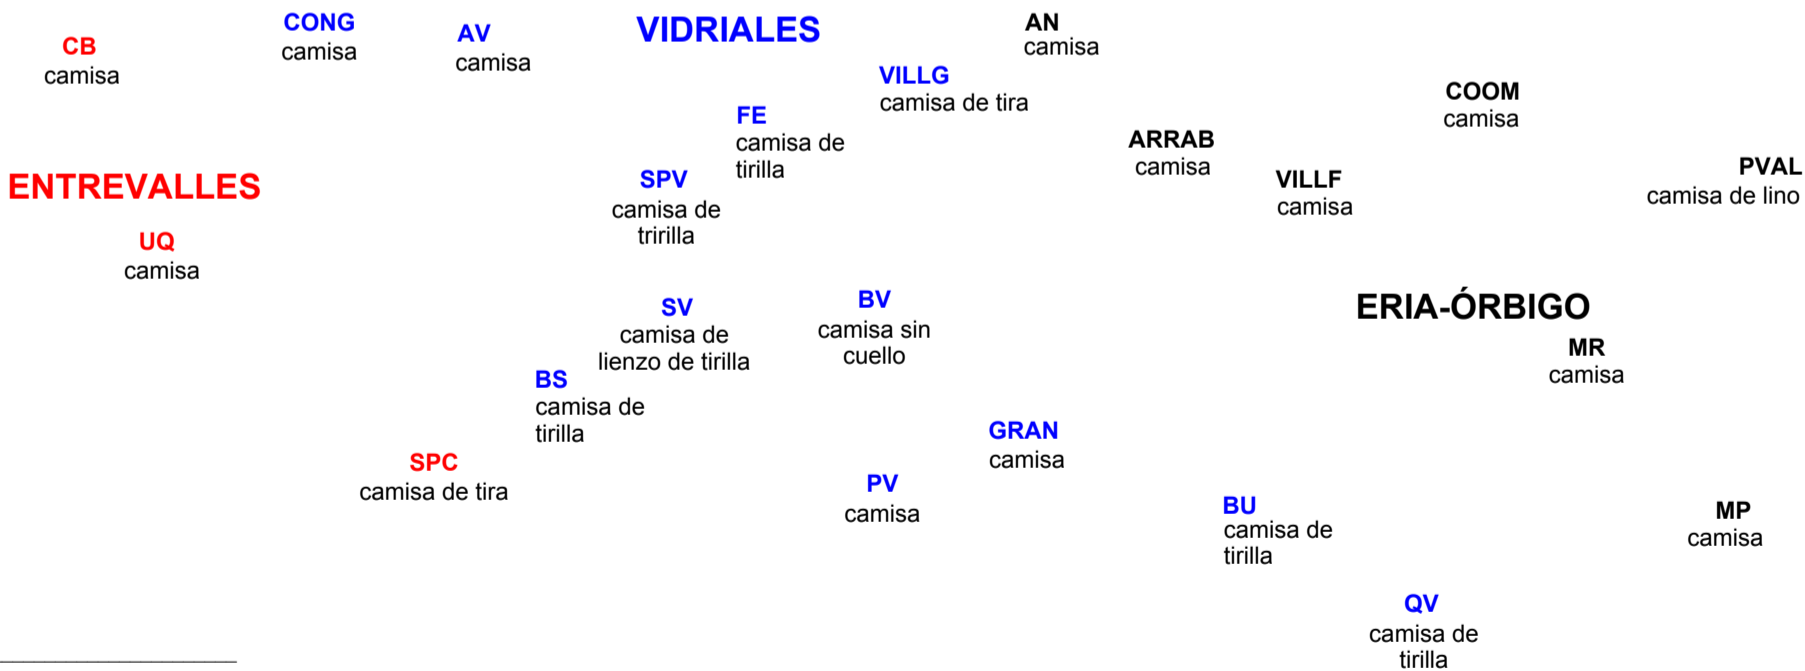 CB
camisa
CONG
camisa
AV
camisa
VIDRIALES
AN
camisa
VILLG
camisa de tira
FE
camisa de
tirilla
COOM
camisa
ARRAB
camisa
PVAL
camisa de lino
VILLF
camisa
ENTREVALLES
SPV
camisa de
tririlla
UQ
camisa
SV
camisa de
lienzo de tirilla
BV
camisa sin
cuello
ERIA-ÓRBIGO
MR
camisa
BS
camisa de
tirilla
GRAN
camisa
SPC
camisa de tira
PV
camisa
BU
camisa de
tirilla
MP
camisa
QV
camisa de
tirilla